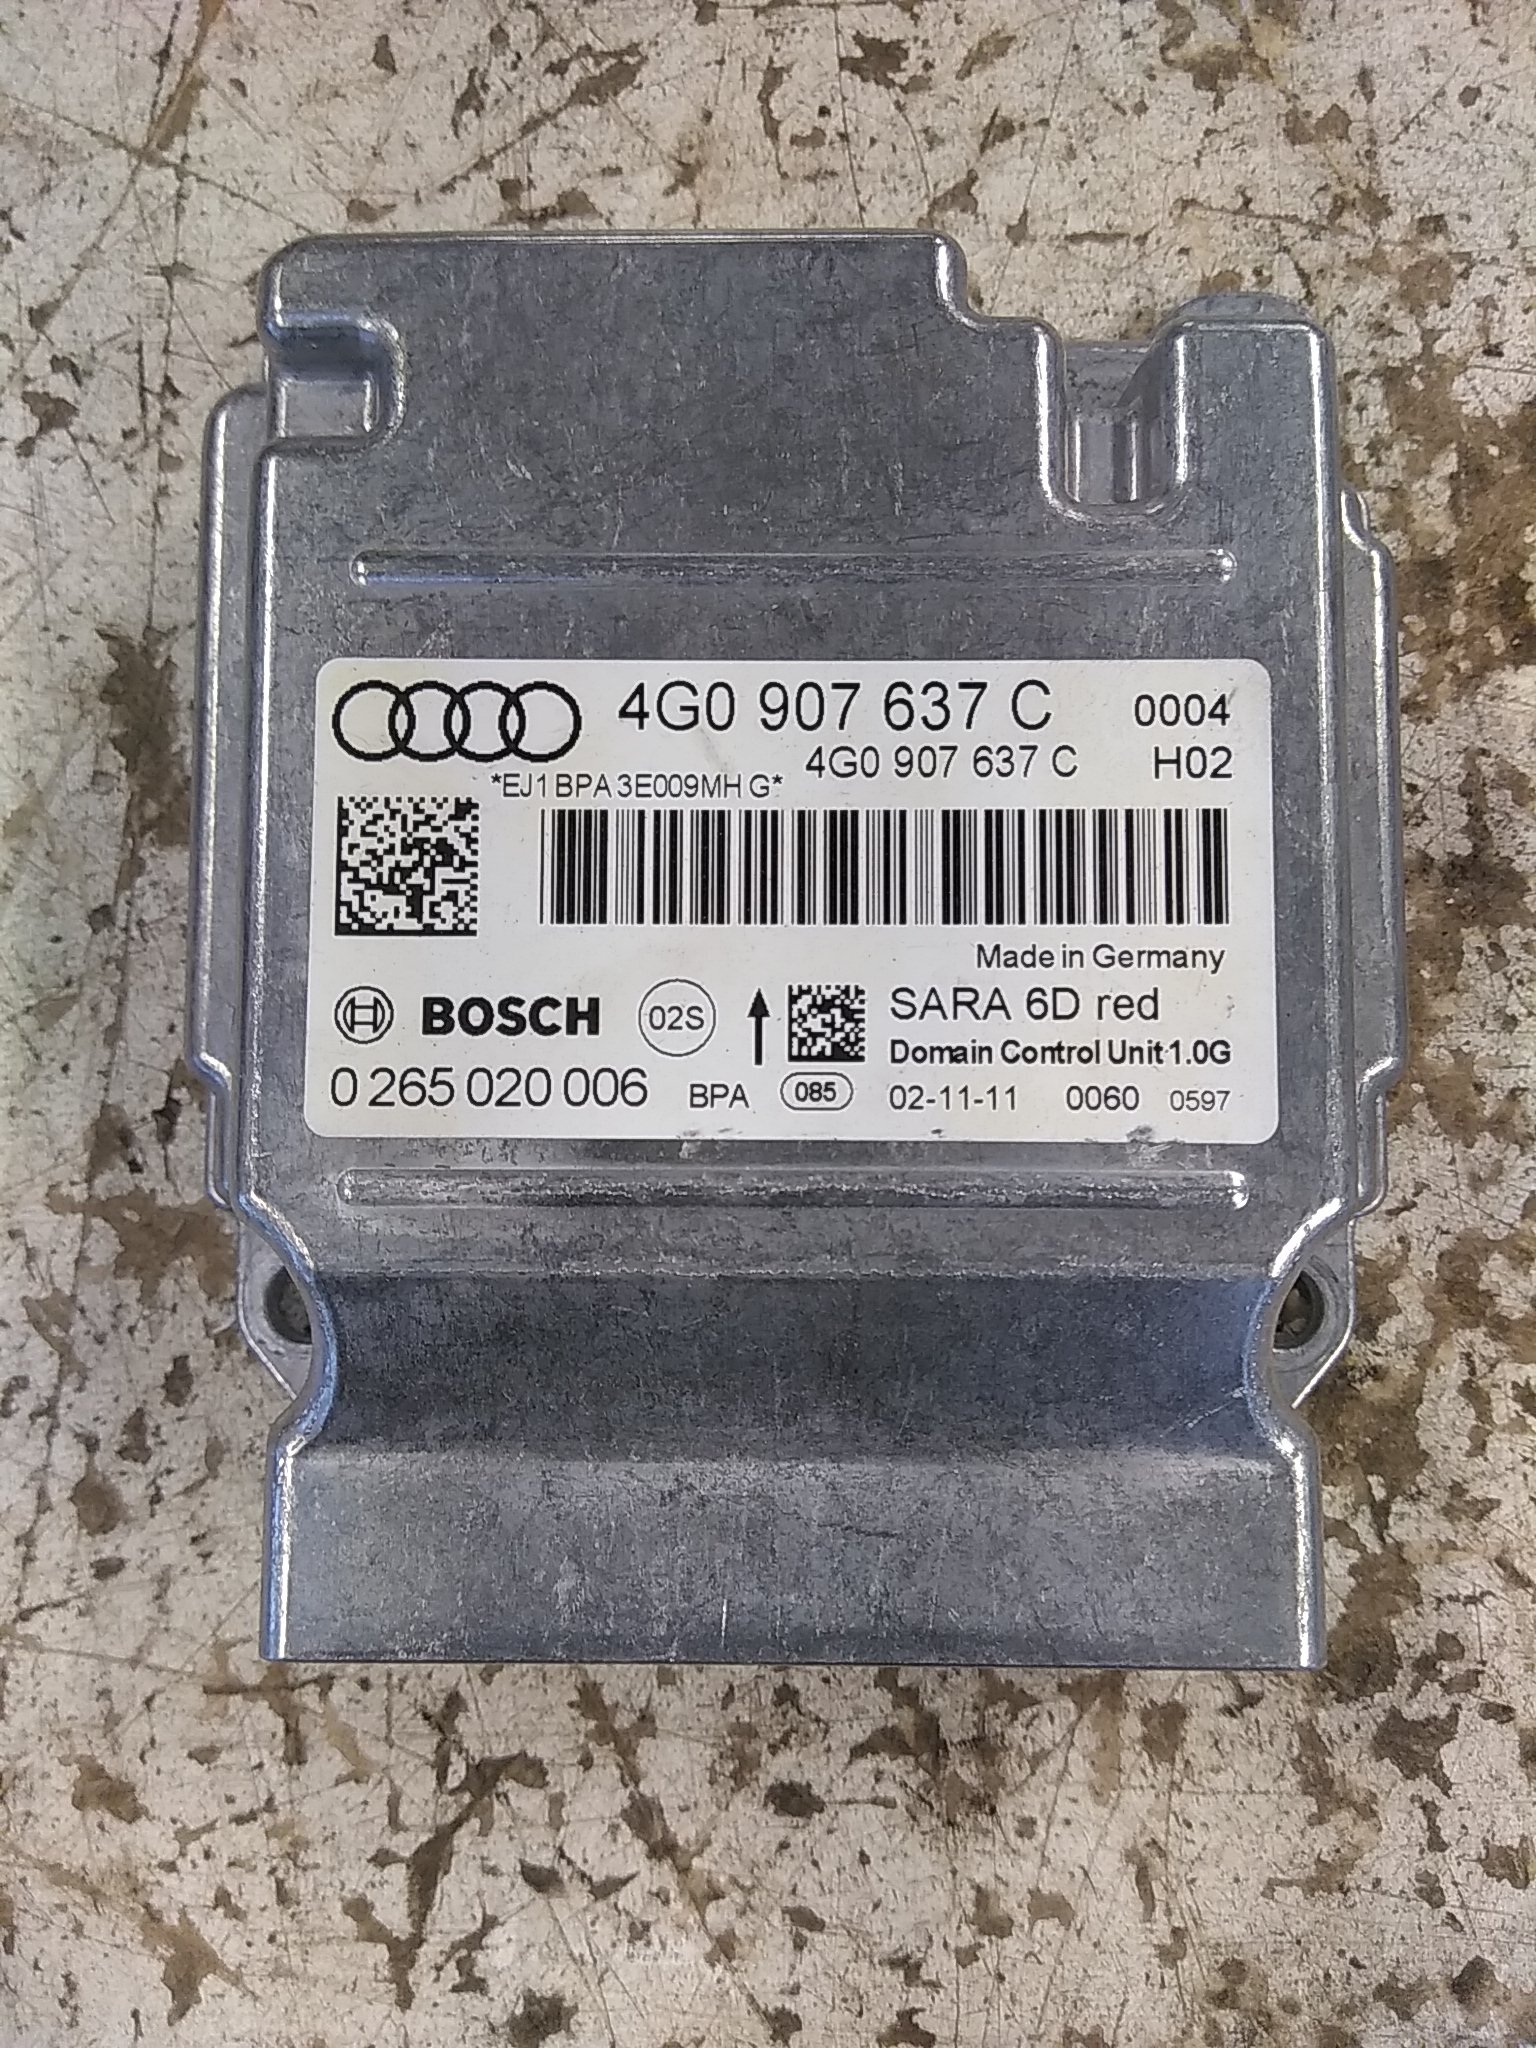 4G0 907 637 C 0004
4G0 907 637 C H02
*EJ1 BPA 3E009MH G*
Made in Germany
BOSCH 02S SARA 6D red
Domain Control Unit 1.0G
0 265 020 006 BPA 085 02-11-11 0060 0597